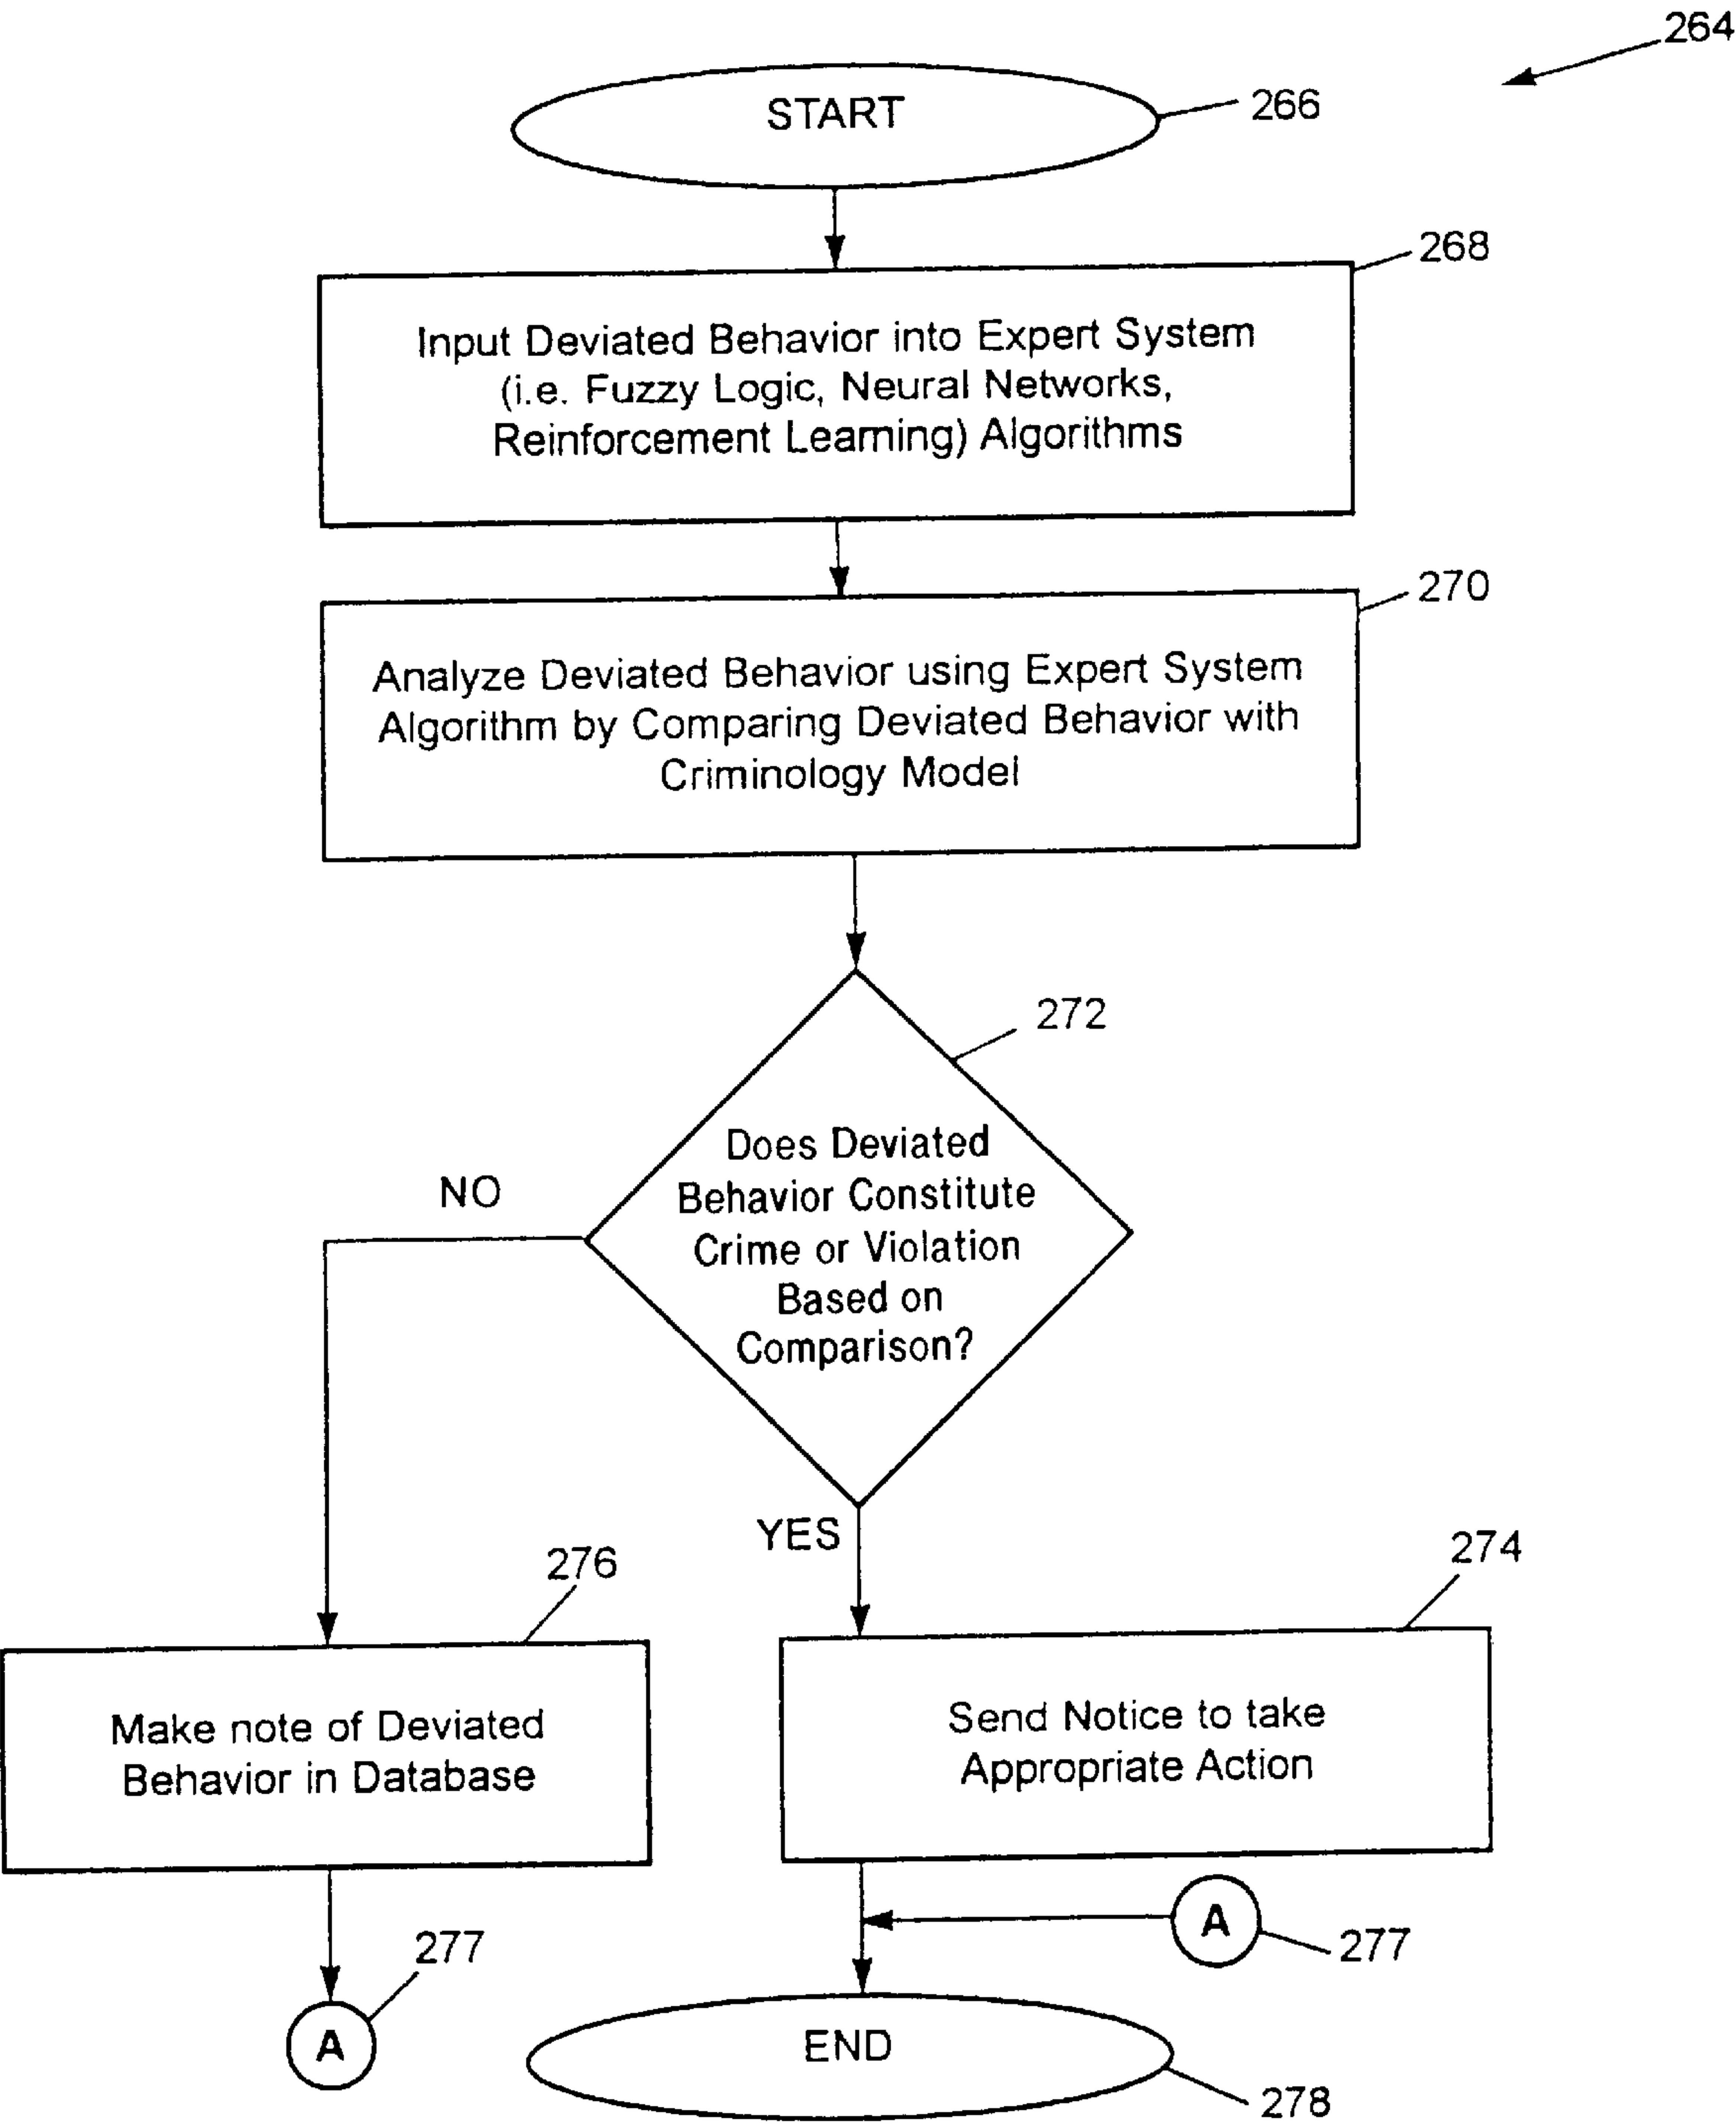 264
START
266
268
Input Deviated Behavior into Expert System
(i.e. Fuzzy Logic, Neural Networks,
Reinforcement Learning) Algorithms
270
Analyze Deviated Behavior using Expert System
Algorithm by Comparing Deviated Behavior with
Criminology Model
272
Does Deviated
Behavior Constitute
Crime or Violation
Based on
Comparison?
NO
YES
276
274
Make note of Deviated
Behavior in Database
Send Notice to take
Appropriate Action
277
A
A
277
END
278